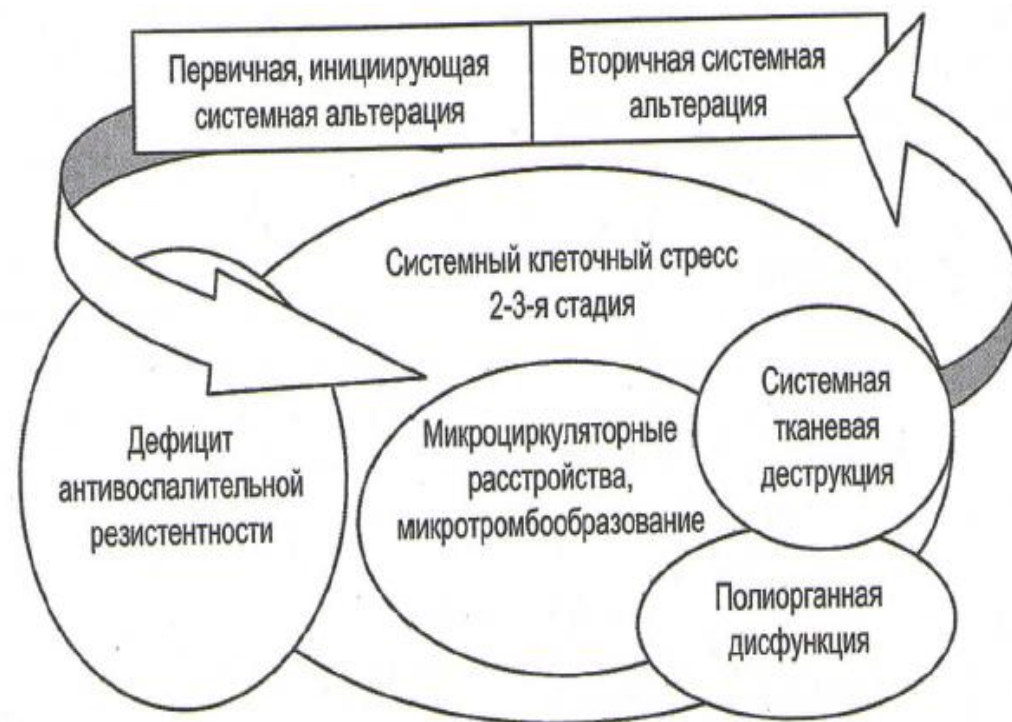 Первичная, инициирующая
системная альтерация
Вторичная системная
альтерация
Системный клеточный стресс
2-3-я стадия
Дефицит
антивоспалительной
резистентности
Микроциркуляторные
расстройства,
микротромбообразование
Системная
тканевая
деструкция
Полиорганная
дисфункция